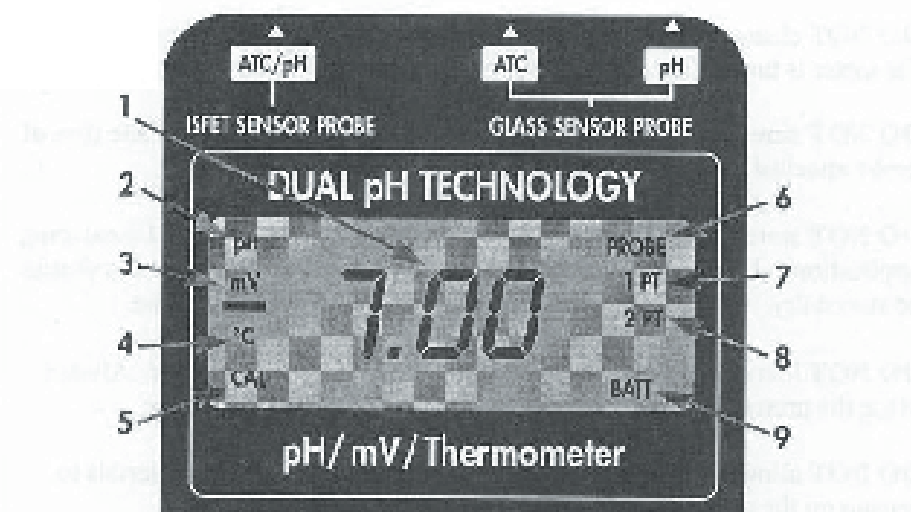 ATC/pH ATC pH
ISFET SENSOR PROBE GLASS SENSOR PROBE
DUAL pH TECHNOLOGY
1
2
3
4
5
pH
mV
°C
CAL
7.00
PROBE
1 PT
2 PT
BATT
6
7
8
9
pH/mV/Thermometer